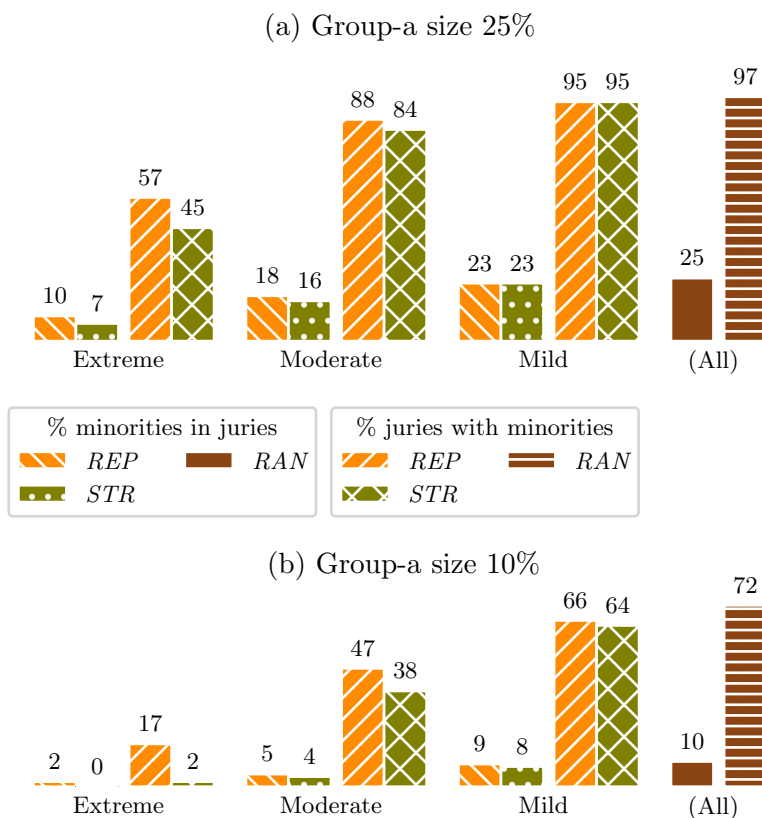 (a) Group-a size 25%
10 7 57 45 18 16 88 84 23 23 95 95 25 97
Extreme Moderate Mild (All)
% minorities in juries
REP RAN
STR
% juries with minorities
REP RAN
STR
(b) Group-a size 10%
2 0 17 2 5 4 47 38 9 8 66 64 10 72
Extreme Moderate Mild (All)